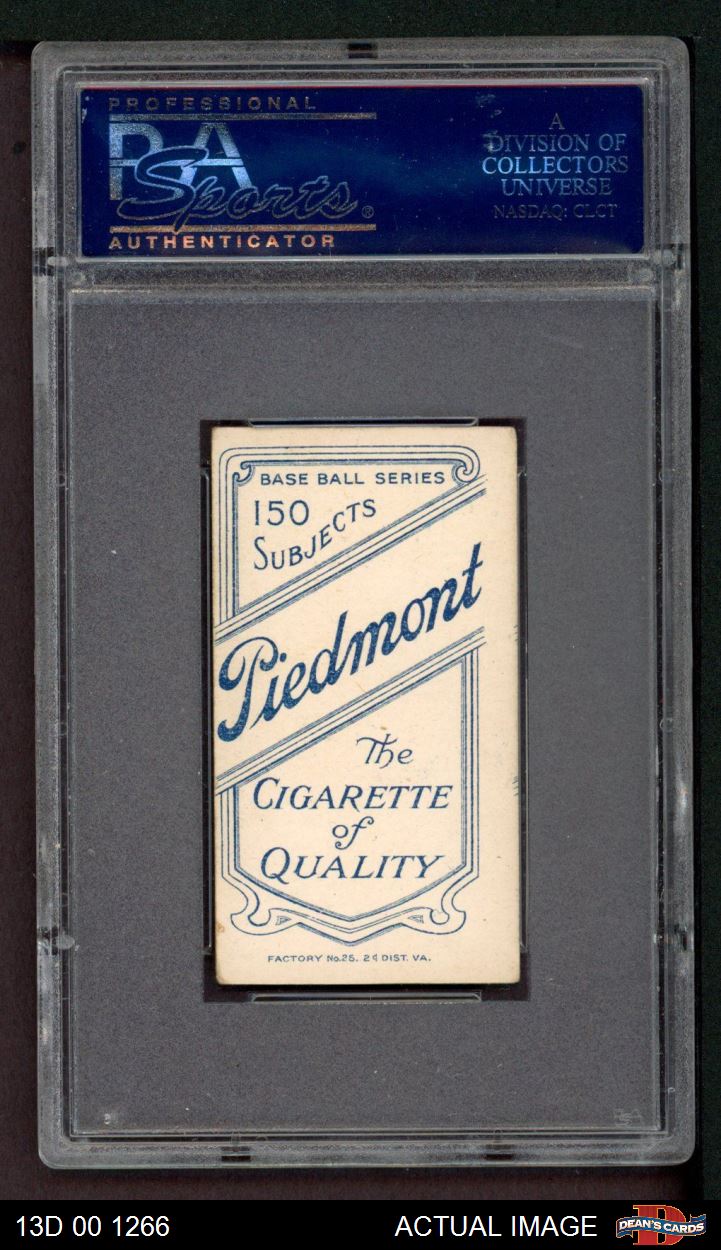 PROFESSIONAL
PSA
Sports®
AUTHENTICATOR
A
DIVISION OF
COLLECTORS
UNIVERSE
NASDAQ: CLCT
BASE BALL SERIES
150
SUBJECTS
Piedmont
The
CIGARETTE
of
QUALITY
FACTORY No.25. 2ᵈ DIST. VA.
13D 00 1266
ACTUAL IMAGE
D
DEAN'S CARDS